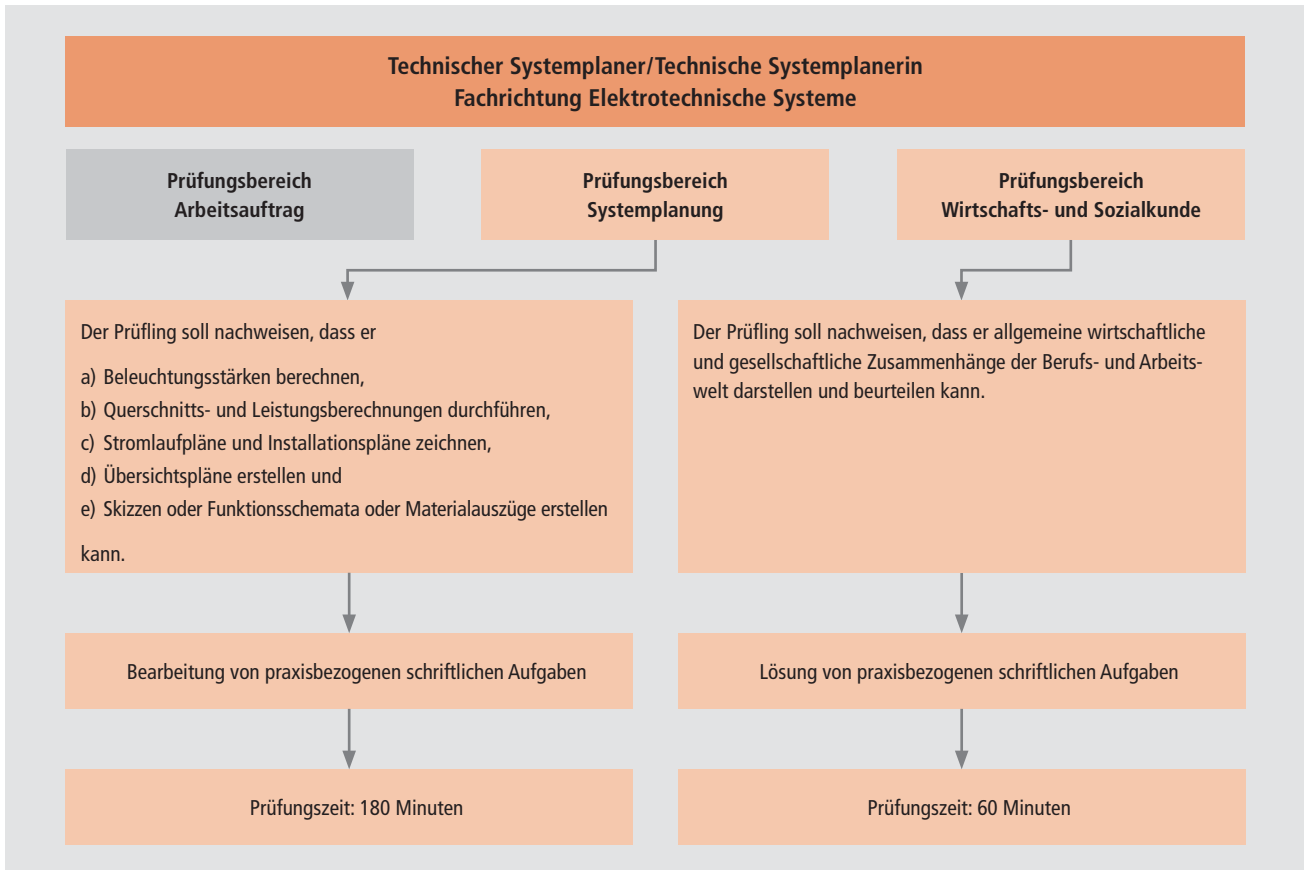 Technischer Systemplaner/Technische Systemplanerin
Fachrichtung Elektrotechnische Systeme
Prüfungsbereich
Arbeitsauftrag
Prüfungsbereich
Systemplanung
Prüfungsbereich
Wirtschafts- und Sozialkunde
Der Prüfling soll nachweisen, dass er
a) Beleuchtungsstärken berechnen,
b) Querschnitts- und Leistungsberechnungen durchführen,
c) Stromlaufpläne und Installationspläne zeichnen,
d) Übersichtspläne erstellen und
e) Skizzen oder Funktionsschemata oder Materialauszüge erstellen
kann.
Der Prüfling soll nachweisen, dass er allgemeine wirtschaftliche
und gesellschaftliche Zusammenhänge der Berufs- und Arbeits-
welt darstellen und beurteilen kann.
Bearbeitung von praxisbezogenen schriftlichen Aufgaben
Lösung von praxisbezogenen schriftlichen Aufgaben
Prüfungszeit: 180 Minuten
Prüfungszeit: 60 Minuten